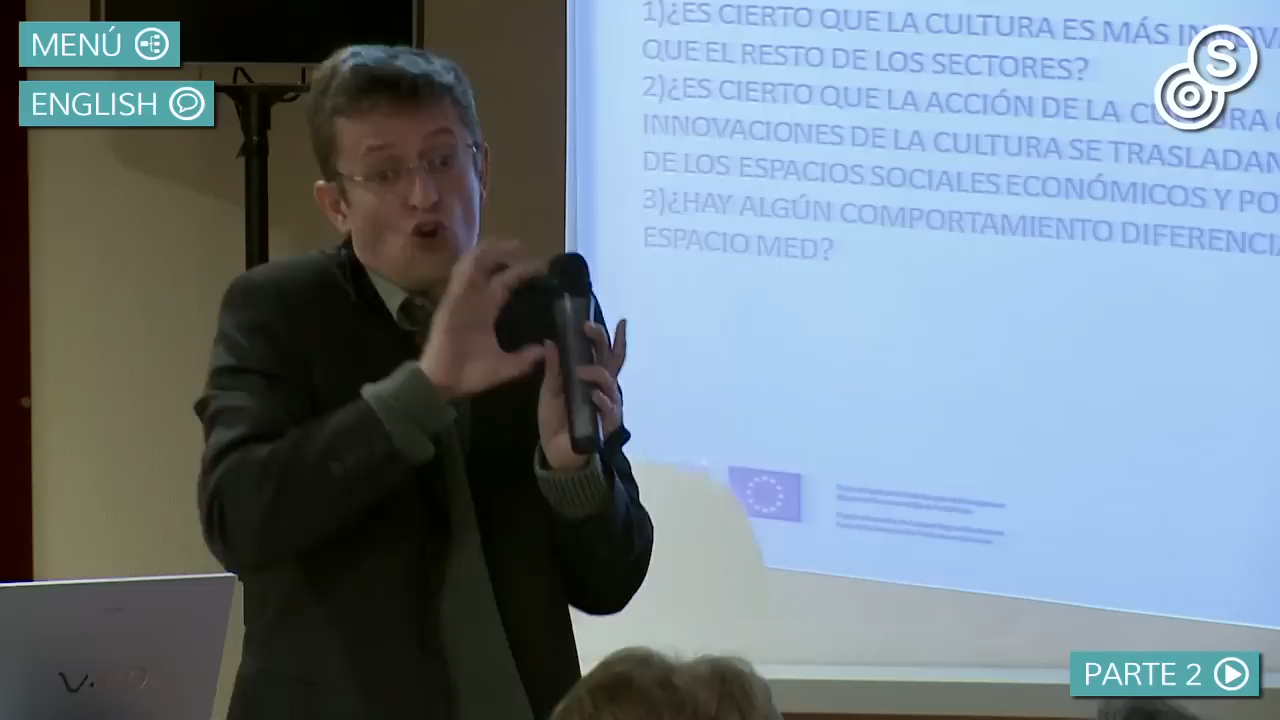 MENÚ
ENGLISH
S
1)¿ES CIERTO QUE LA CULTURA ES MÁS
QUE EL RESTO DE LOS SECTORES?
2)¿ES CIERTO QUE LA ACCIÓN DE LA
INNOVACIONES DE LA CULTURA SE TRASLADAN
DE LOS ESPACIOS SOCIALES ECONÓMICOS Y
3)¿HAY ALGÚN COMPORTAMIENTO
ESPACIO MED?
PARTE 2